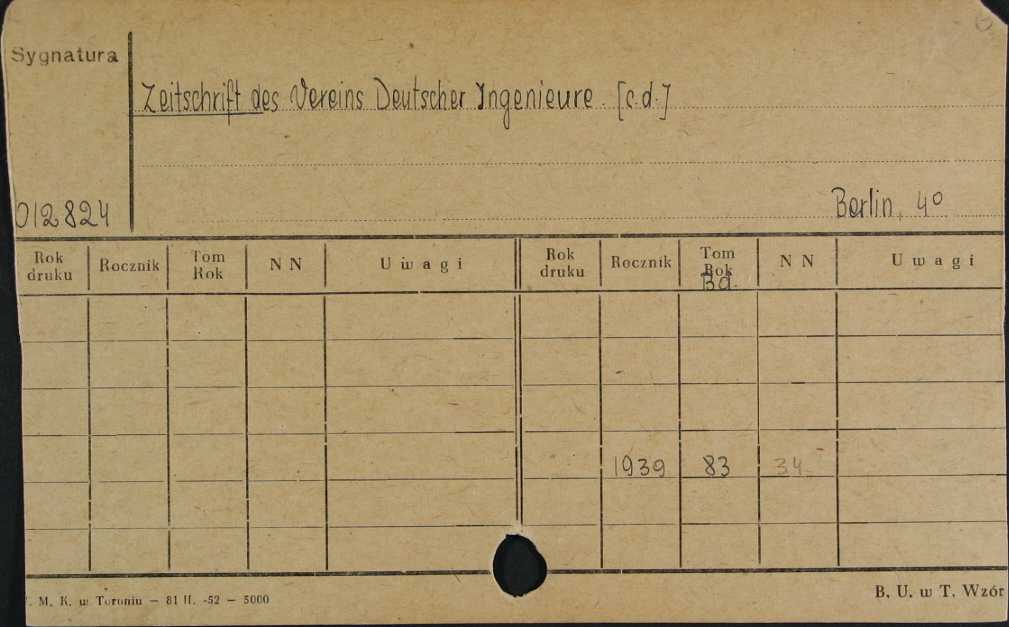 Sygnatura
Zeitschrift des Vereins Deutscher Ingenieure. [c.d.]
012824
Berlin, 4º
Rok druku Rocznik Tom Rok N N Uwagi Rok druku Rocznik Tom Rok N N Uwagi
Bd.
1939 83 34
. M. K. w Toruniu — 81 II. -52 — 5000
B. U. w T. Wzór